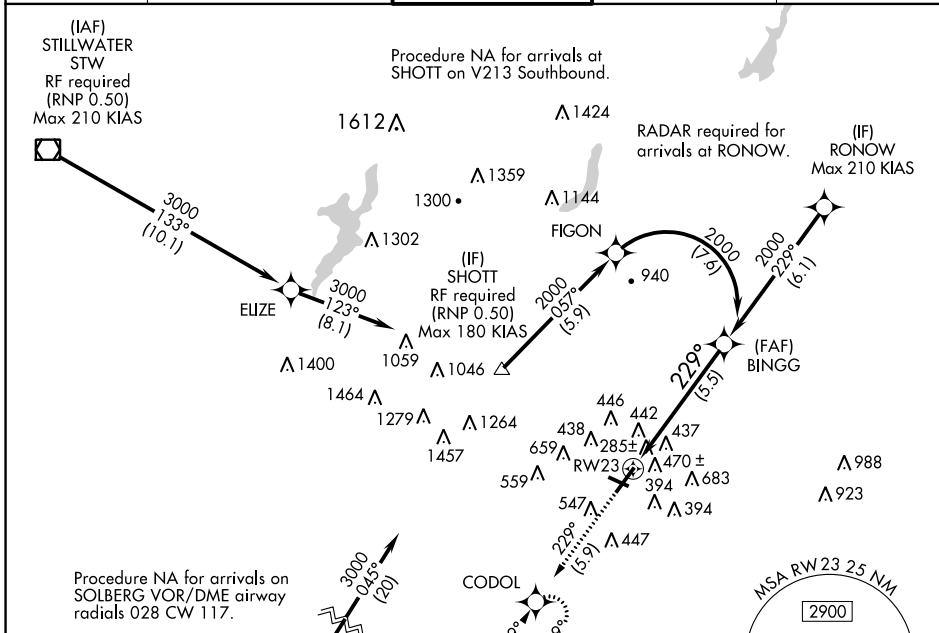 (IAF)
STILLWATER
STW
RF required
(RNP 0.50)
Max 210 KIAS
Procedure NA for arrivals at
SHOTT on V213 Southbound.
1612
1424
RADAR required for
arrivals at RONOW.
(IF)
RONOW
Max 210 KIAS
1359
1300
1144
3000
133°
(10.1)
1302
FIGON
2000
(7.6)
2000
229°
(6.1)
(IF)
SHOTT
RF required
(RNP 0.50)
Max 180 KIAS
940
ELIZE
3000
123°
(8.1)
2000
057°
(5.9)
1059
1400
1046
(FAF)
BINGG
229°
(5.5)
1464
1279
1264
1457
446
442
438
285±
437
659
RW23
470 ±
559
683
394
988
923
547
394
447
229°
(5.9)
Procedure NA for arrivals on
SOLBERG VOR/DME airway
radials 028 CW 117.
3000
045°
(20)
CODOL
MSA RW 23 25 NM
2900